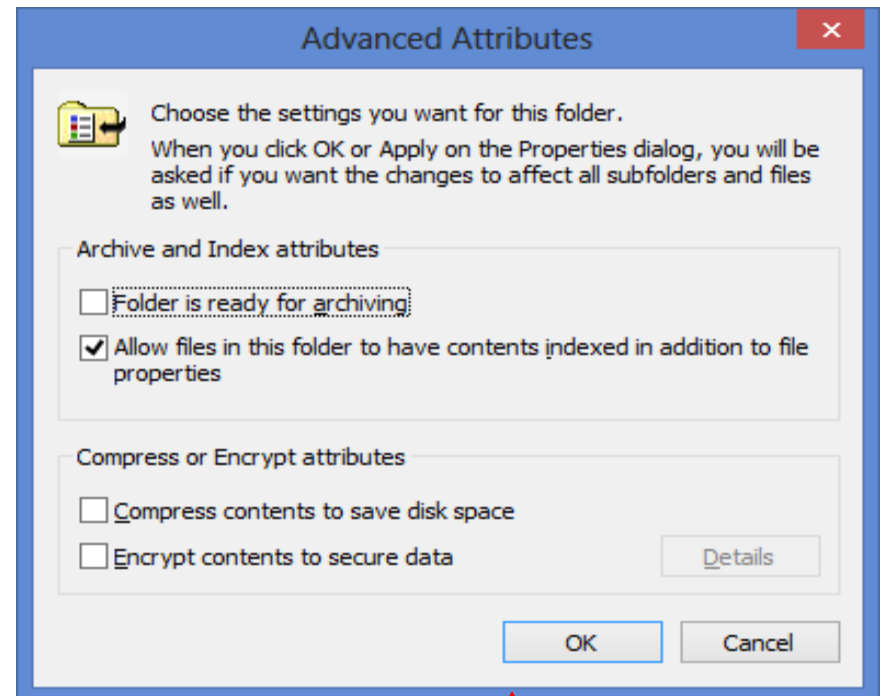 Advanced Attributes
Choose the settings you want for this folder.
When you click OK or Apply on the Properties dialog, you will be
asked if you want the changes to affect all subfolders and files
as well.
Archive and Index attributes
Folder is ready for archiving
Allow files in this folder to have contents indexed in addition to file
properties
Compress or Encrypt attributes
Compress contents to save disk space
Encrypt contents to secure data
Details
OK
Cancel